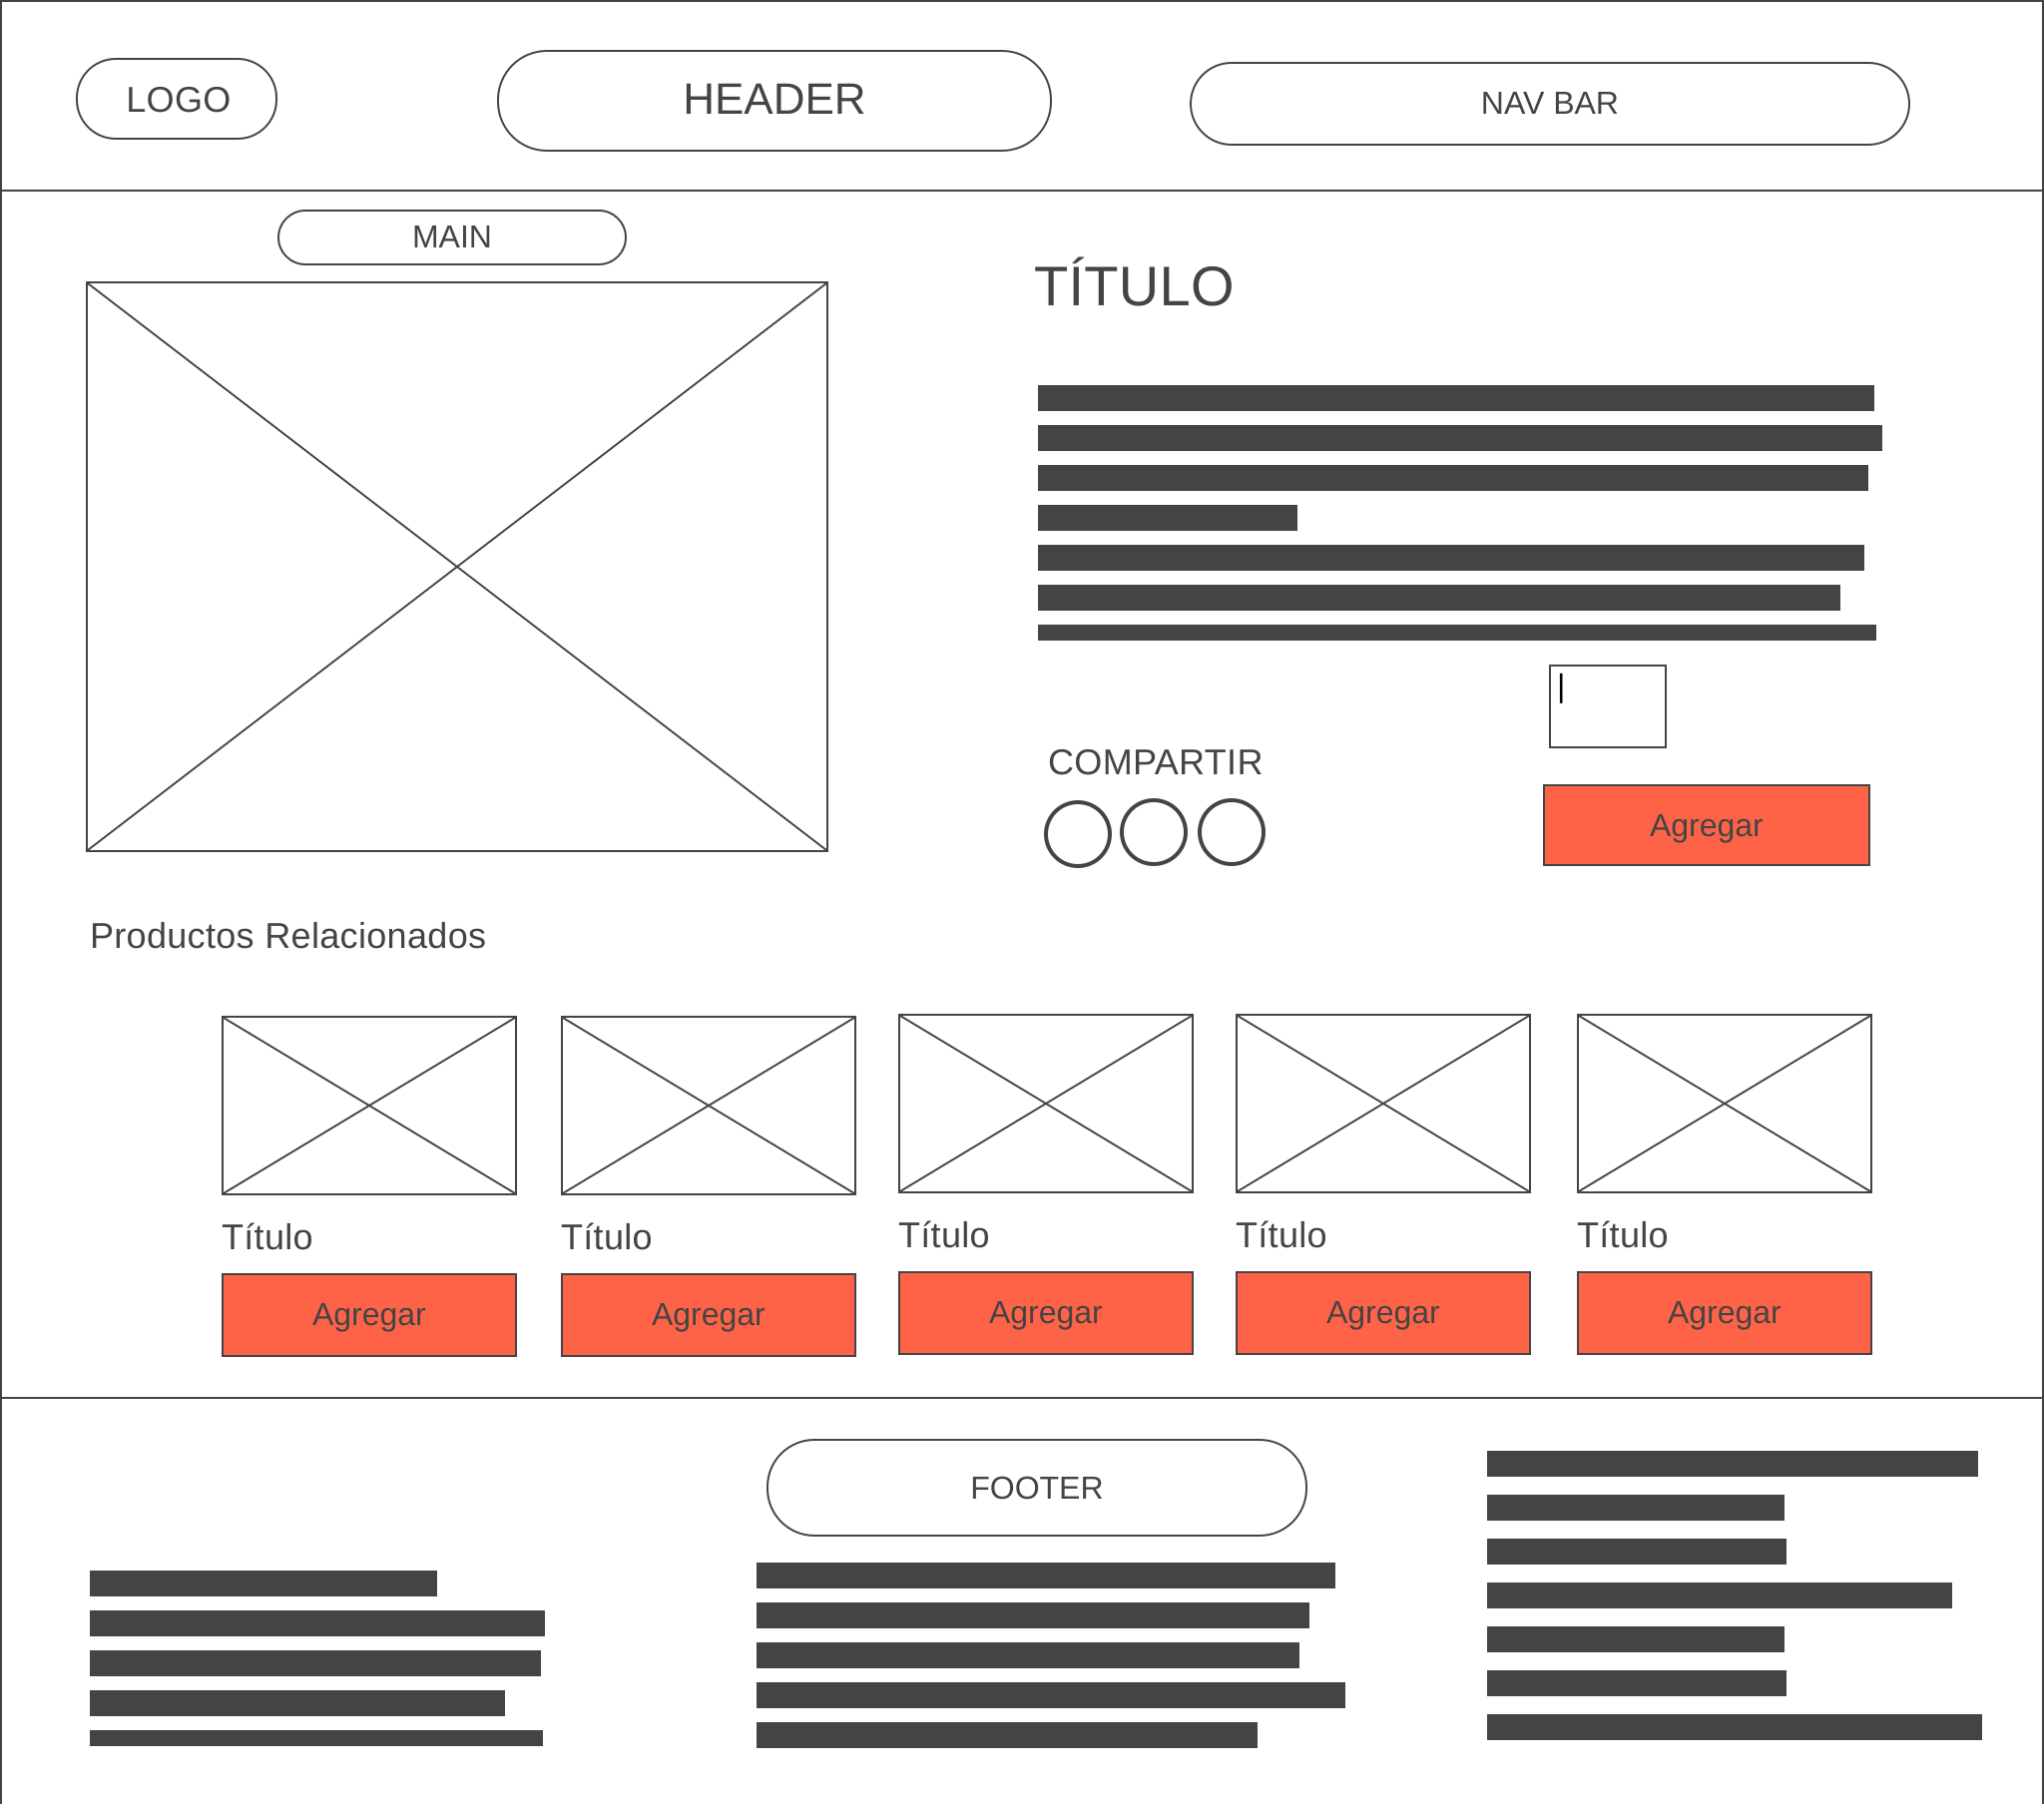 LOGO
HEADER
NAV BAR
MAIN
TÍTULO
COMPARTIR
Agregar
Productos Relacionados
Título
Título
Título
Título
Título
Agregar
Agregar
Agregar
Agregar
Agregar
FOOTER